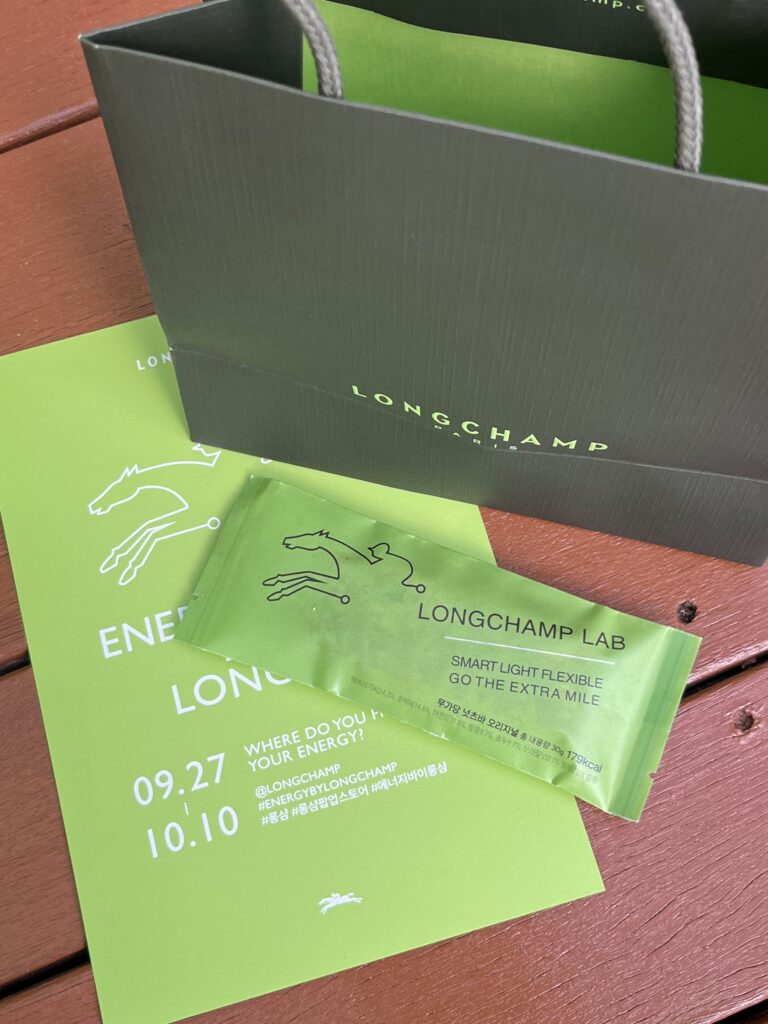 LONGCHAMP
PARIS
LONGCHAMP LAB
SMART LIGHT FLEXIBLE
GO THE EXTRA MILE
무가당 넛츠바 오리지널 총 내용량 30g 179kcal
LON
ENE
LONG
09.27
10.10
WHERE DO YOU
YOUR ENERGY?
@LONGCHAMP
#ENERGYBYLONGCHAMP
#롱샴 #롱샴팝업스토어 #에너지바이롱샴